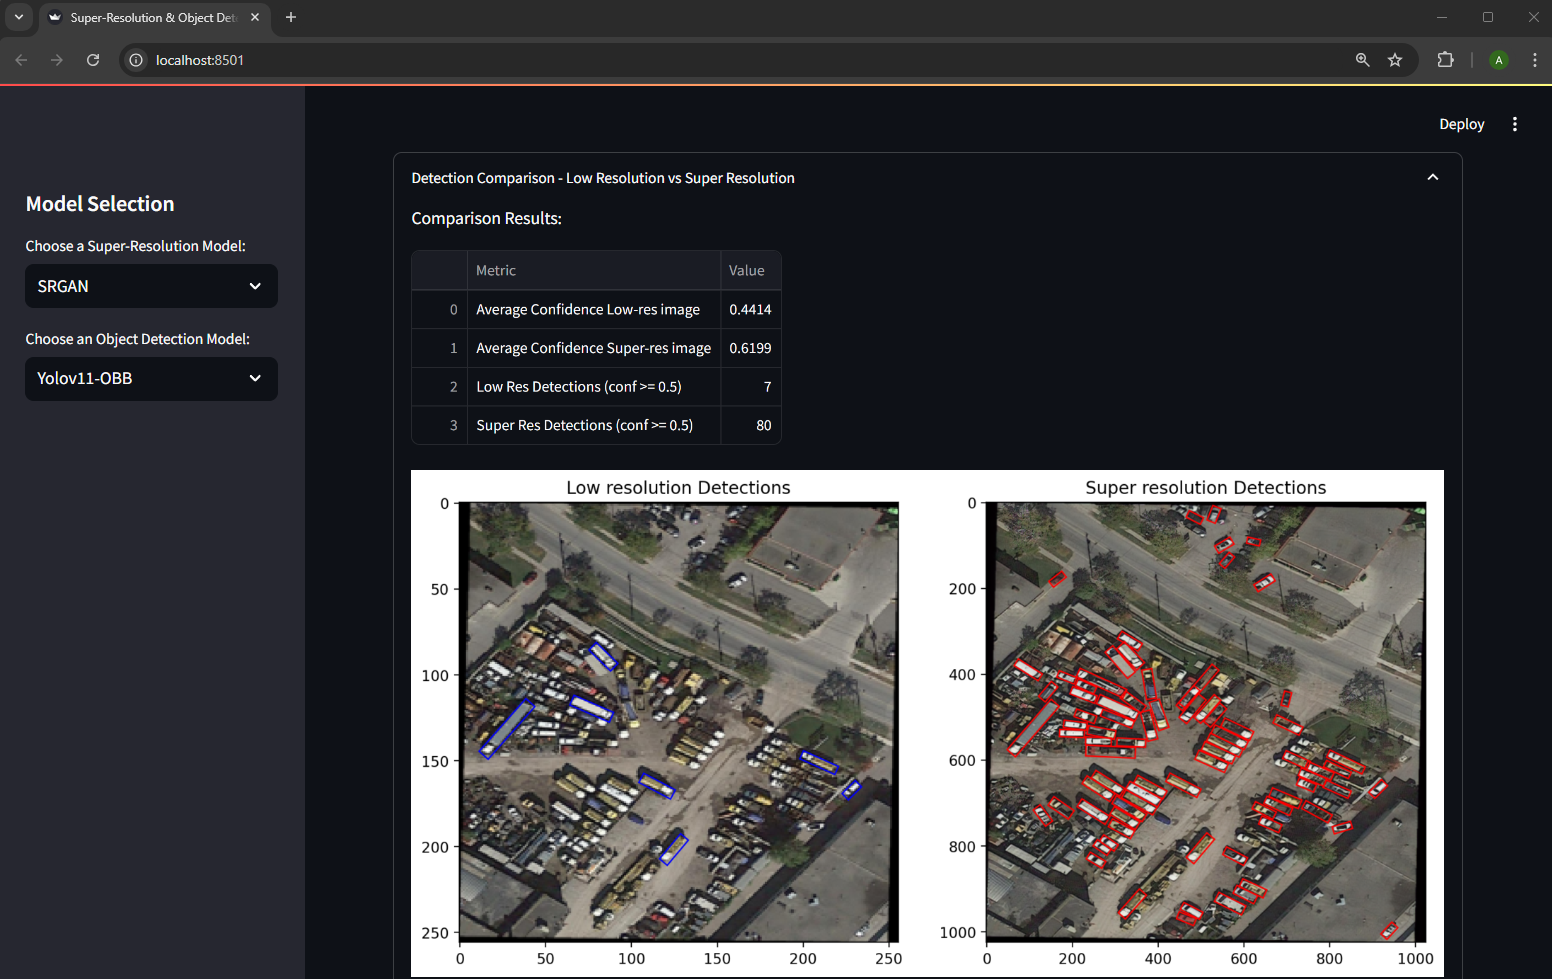 Super-Resolution & Object Det
localhost:8501
A
Deploy
Model Selection
Choose a Super-Resolution Model:
SRGAN
Choose an Object Detection Model:
Yolov11-OBB
Detection Comparison - Low Resolution vs Super Resolution
Comparison Results:
Metric Value
0 Average Confidence Low-res image 0.4414
1 Average Confidence Super-res image 0.6199
2 Low Res Detections (conf >= 0.5) 7
3 Super Res Detections (conf >= 0.5) 80
Low resolution Detections
0
50
100
150
200
250
0 50 100 150 200 250
Super resolution Detections
0
200
400
600
800
1000
0 200 400 600 800 1000